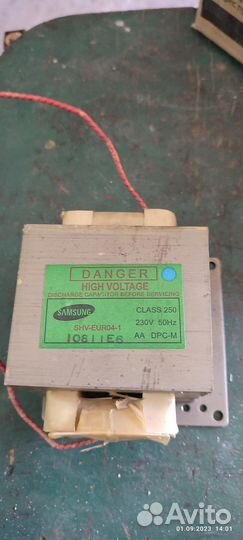 DANGER
HIGH VOLTAGE
DISCHARGE CAPACITOR BEFORE SERVICING
SAMSUNG
CLASS 250
230V 50Hz
SHV-EUR04-1
AA DPC-M
10611E6
Avito
01.09.2023 14:01